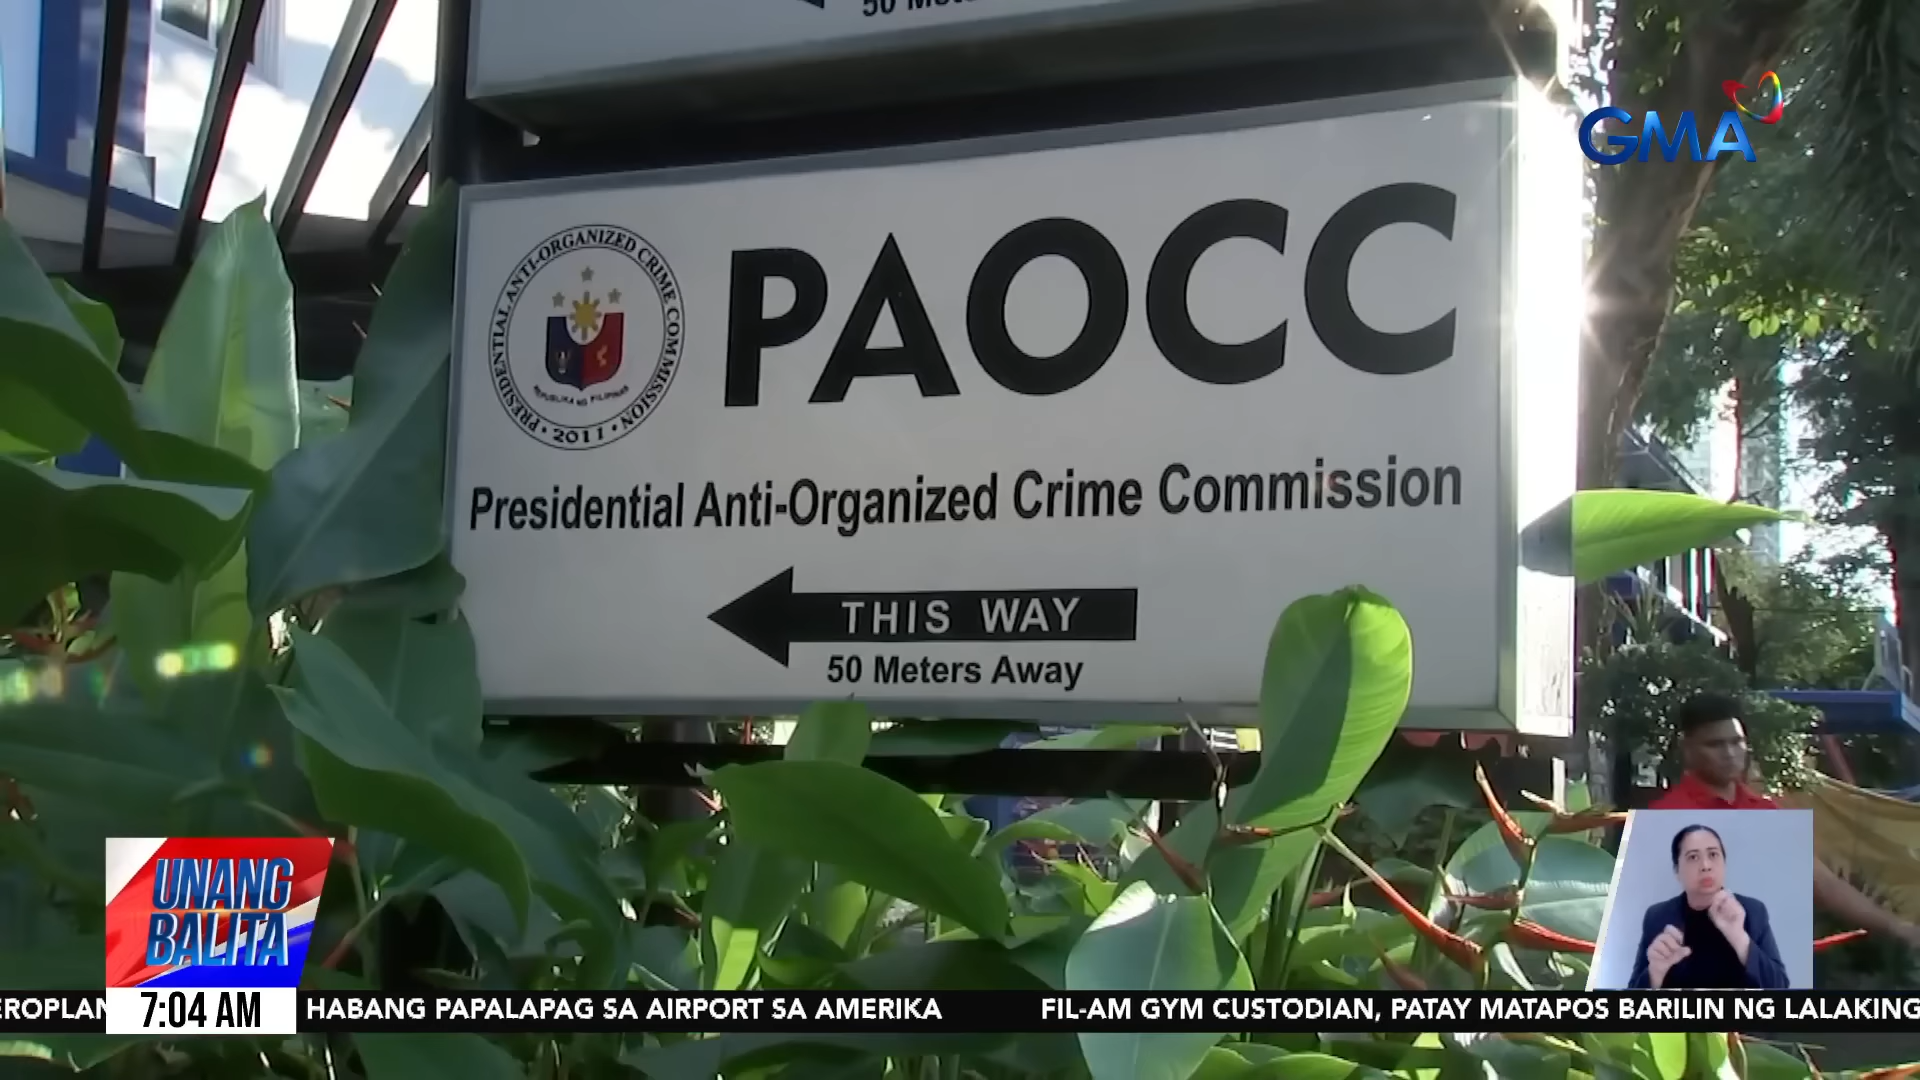 50
GMA
PRESIDENTIAL ANTI-ORGANIZED CRIME COMMISSION
REPUBLIKA NG PILIPINAS
• 2011 •
PAOCC
Presidential Anti-Organized Crime Commission
THIS WAY
50 Meters Away
UNANG
BALITA
7:04 AM
HABANG PAPALAPAG SA AIRPORT SA AMERIKA FIL-AM GYM CUSTODIAN, PATAY MATAPOS BARILIN NG LALAKING